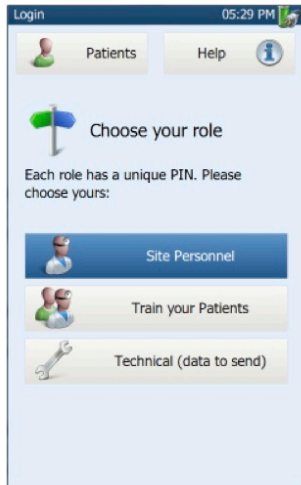 Login 05:29 PM
Patients Help
Choose your role
Each role has a unique PIN. Please
choose yours:
Site Personnel
Train your Patients
Technical (data to send)